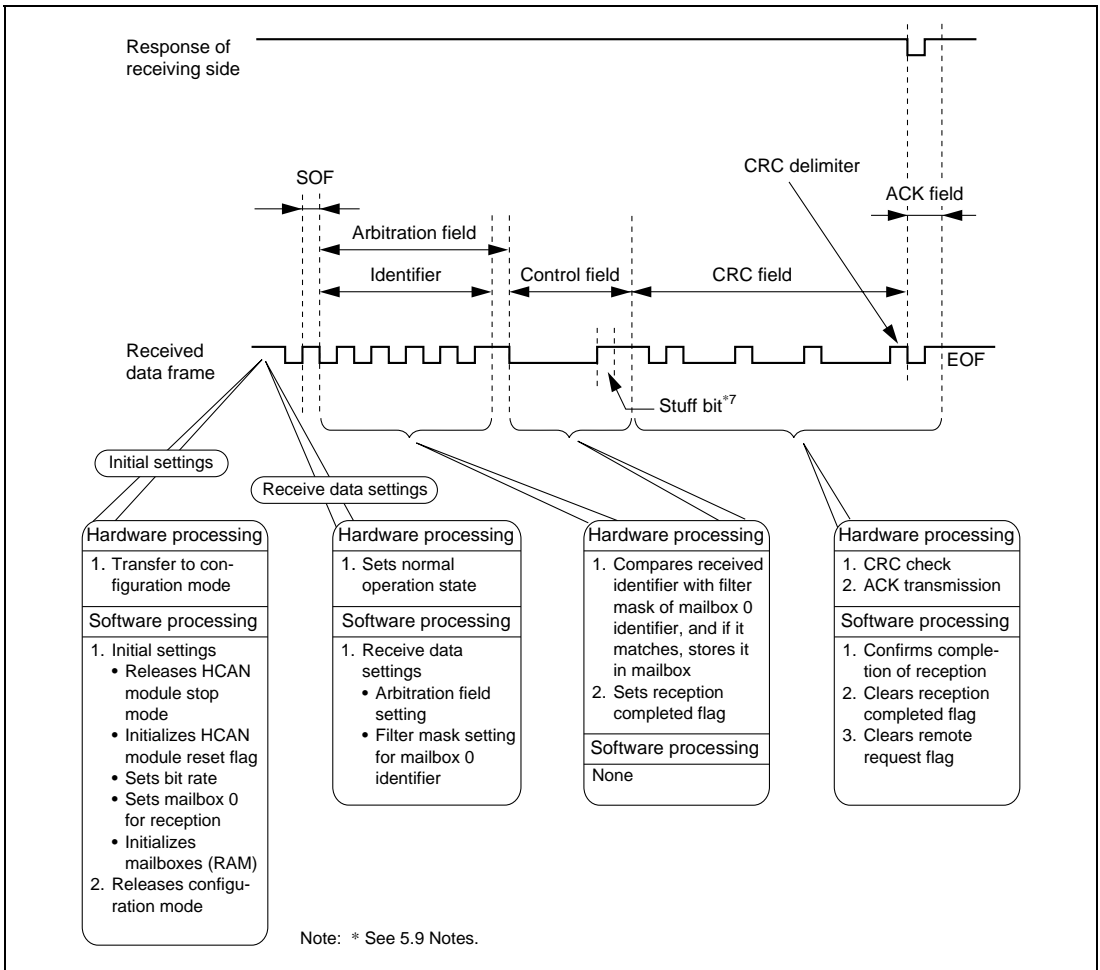 Response of
receiving side
CRC delimiter
SOF
ACK field
Arbitration field
Identifier
Control field
CRC field
Received
data frame
EOF
Stuff bit*7
Initial settings
Receive data settings
Hardware processing
1. Transfer to con-
figuration mode
Software processing
1. Initial settings
• Releases HCAN
module stop
mode
• Initializes HCAN
module reset flag
• Sets bit rate
• Sets mailbox 0
for reception
• Initializes
mailboxes (RAM)
2. Releases configu-
ration mode
Hardware processing
1. Sets normal
operation state
Software processing
1. Receive data
settings
• Arbitration field
setting
• Filter mask setting
for mailbox 0
identifier
Hardware processing
1. Compares received
identifier with filter
mask of mailbox 0
identifier, and if it
matches, stores it
in mailbox
2. Sets reception
completed flag
Software processing
None
Hardware processing
1. CRC check
2. ACK transmission
Software processing
1. Confirms comple-
tion of reception
2. Clears reception
completed flag
3. Clears remote
request flag
Note: * See 5.9 Notes.